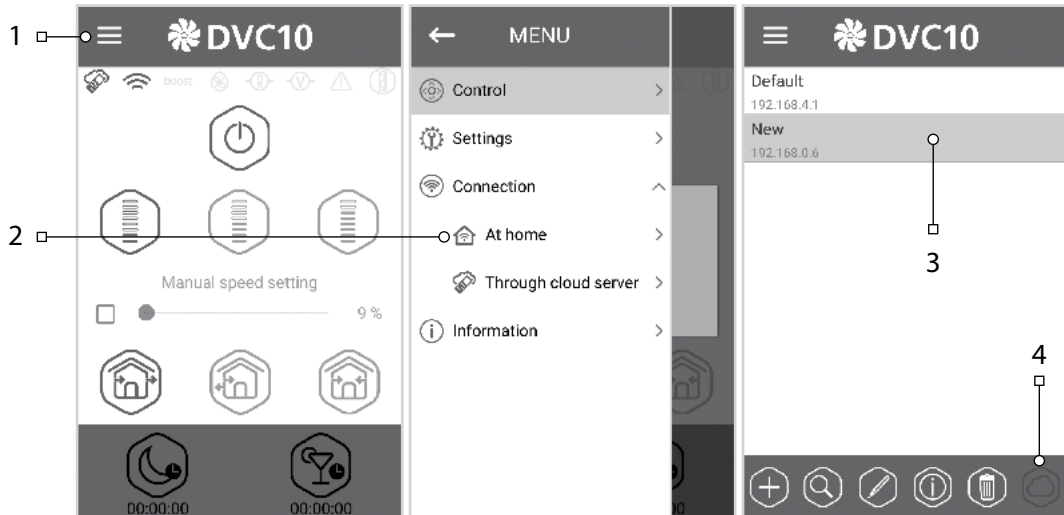 1
DVC10
boost
Manual speed setting
9 %
00:00:00
00:00:00
2
MENU
Control
Settings
Connection
At home
Through cloud server
Information
00
DVC10
Default
192.168.4.1
New
192.168.0.6
3
4